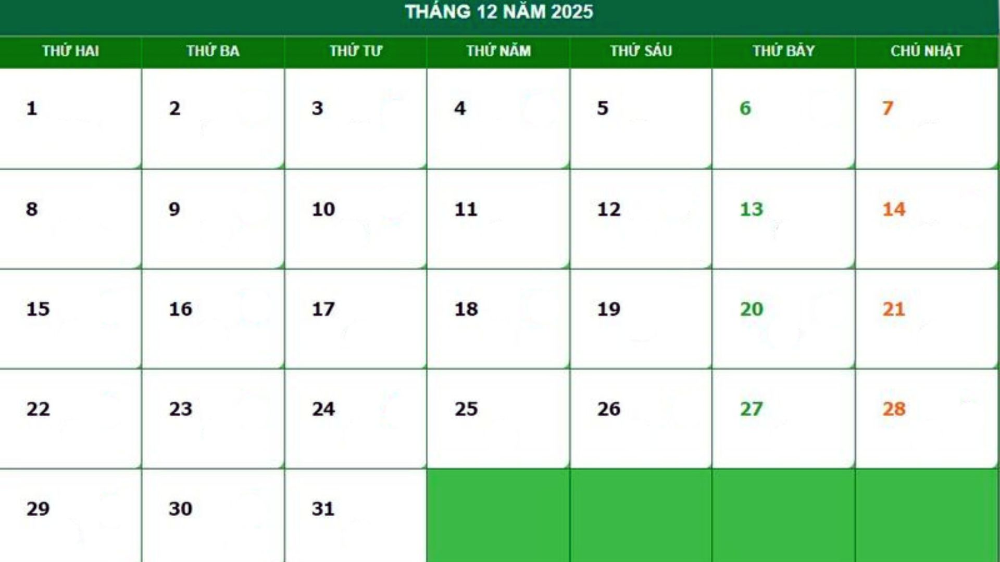 THÁNG 12 NĂM 2025
THỨ HAI THỨ BA THỨ TƯ THỨ NĂM THỨ SÁU THỨ BẢY CHỦ NHẬT
1 2 3 4 5 6 7
8 9 10 11 12 13 14
15 16 17 18 19 20 21
22 23 24 25 26 27 28
29 30 31